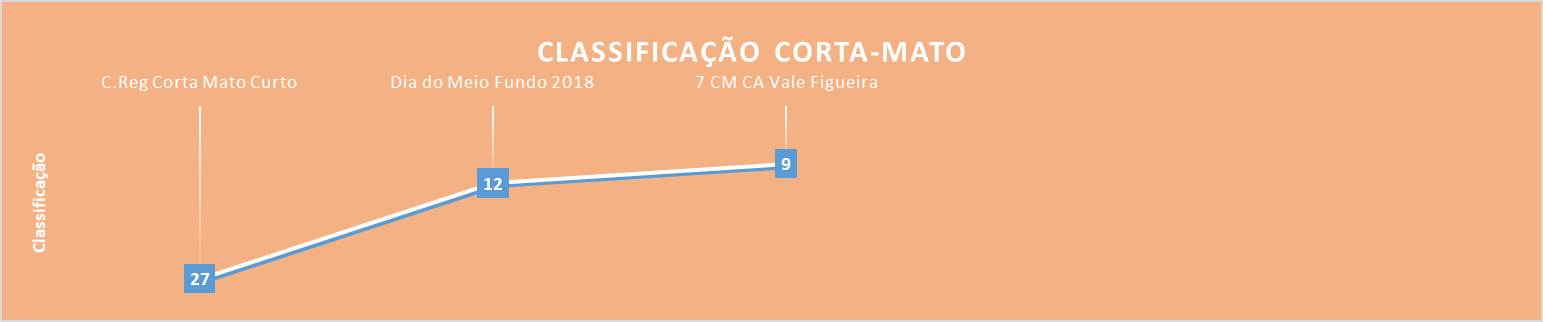 CLASSIFICAÇÃO CORTA-MATO
C.Reg Corta Mato Curto
Dia do Meio Fundo 2018
7 CM CA Vale Figueira
Classificação
27
12
9